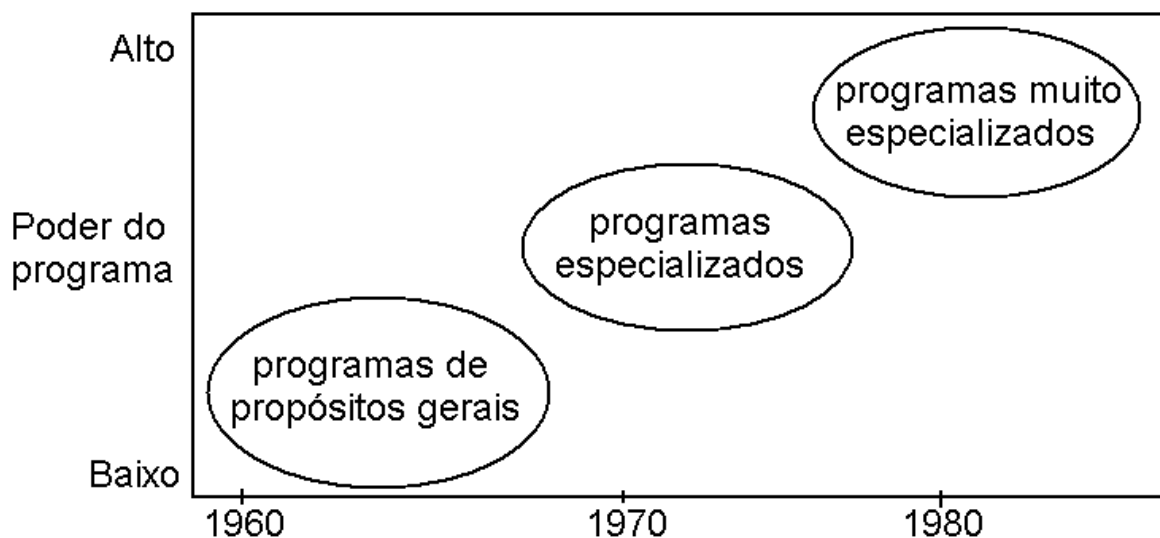 Alto
programas muito
especializados
Poder do
programa
programas
especializados
programas de
propósitos gerais
Baixo
1960
1970
1980